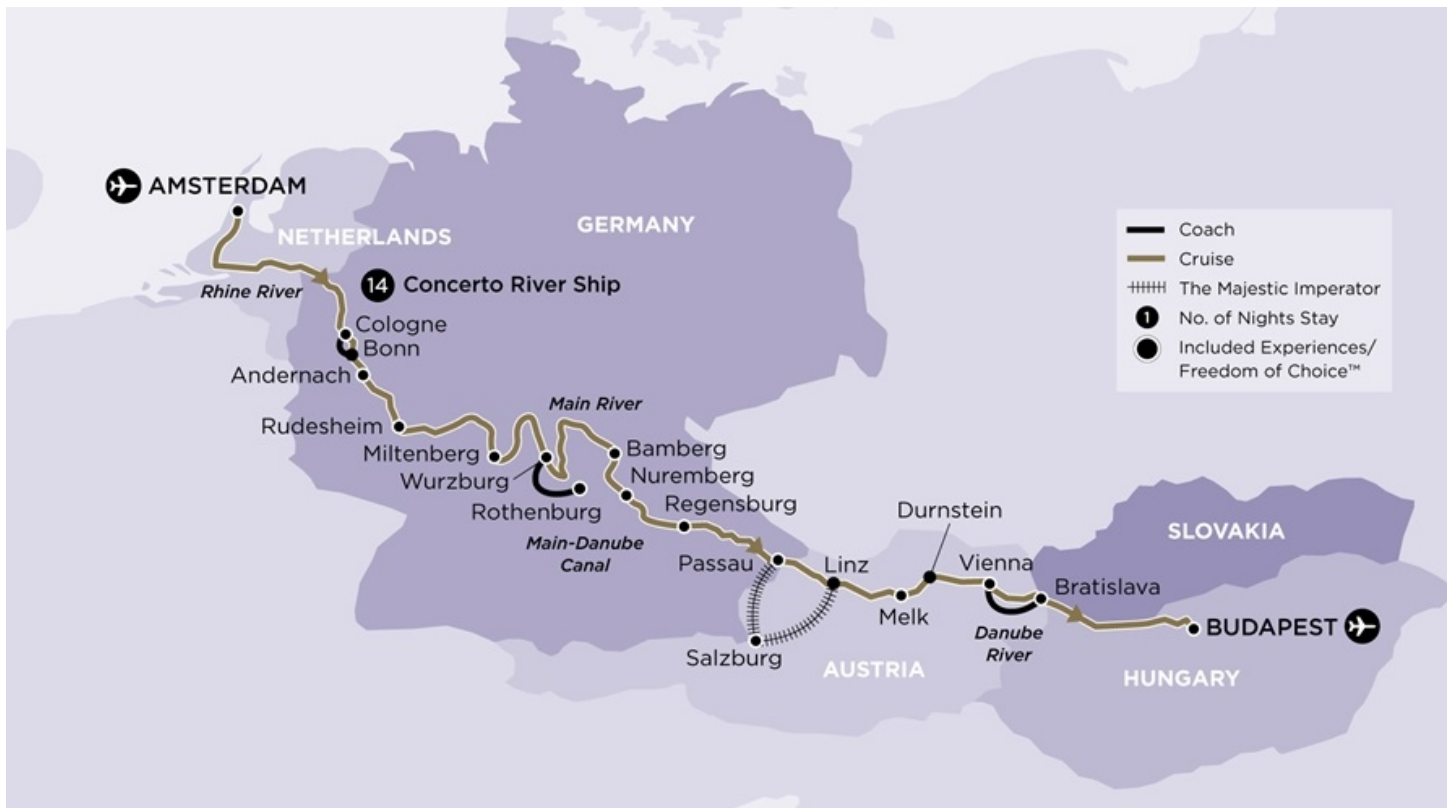 AMSTERDAM
NETHERLANDS
GERMANY
Rhine River
14 Concerto River Ship
Cologne
Bonn
Andernach
Rudesheim
Main River
Miltenberg
Wurzburg
Rothenburg
Bamberg
Nuremberg
Regensburg
Main-Danube
Canal
Passau
Linz
Salzburg
Melk
Durnstein
Vienna
Bratislava
Danube
River
AUSTRIA
SLOVAKIA
BUDAPEST
HUNGARY
Coach
Cruise
The Majestic Imperator
1 No. of Nights Stay
Included Experiences/
Freedom of Choice™